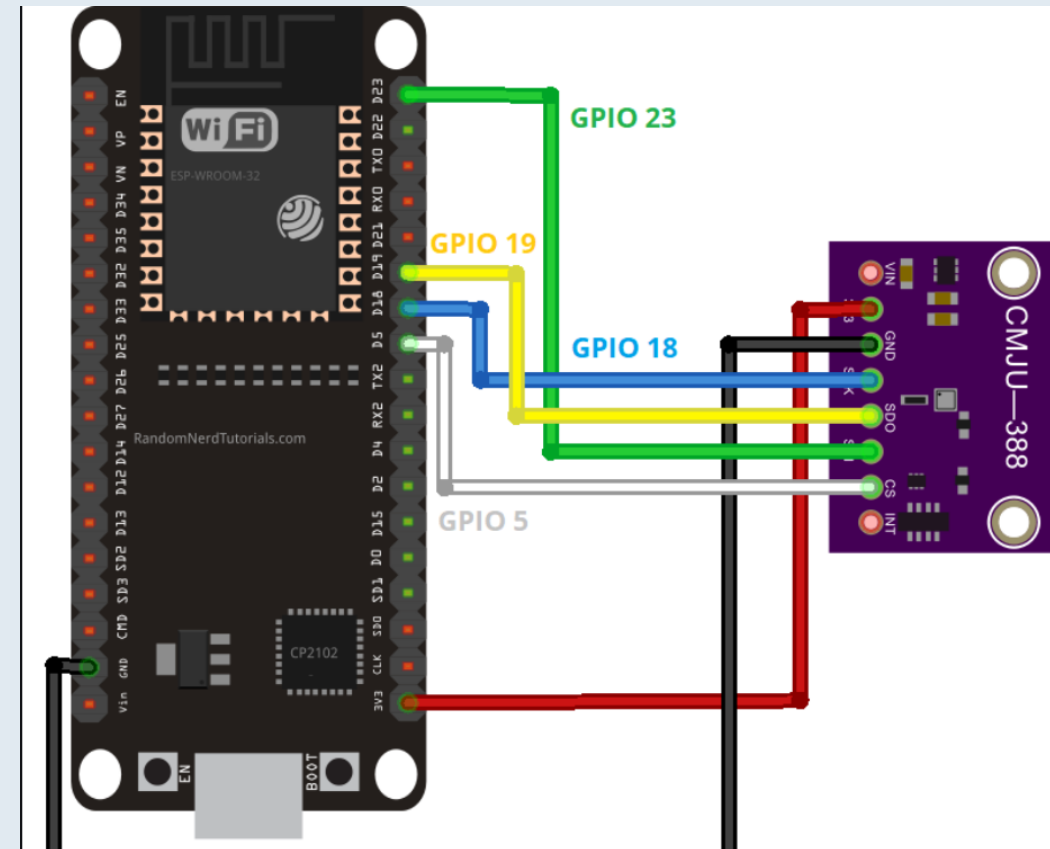 EN
VP
VN
D34
D35
D32
D33
D25
D26
D27
D14
D12
D13
SD2
SD3
CMD
GND
Vin
WiFi
ESP-WROOM-32
RandomNerdTutorials.com
CP2102
EN
BOOT
D23
D22
TX0
RX0
D21
D19
D18
D5
TX2
RX2
D4
D2
D15
D0
SD1
SD0
CLK
3V3
GPIO 23
GPIO 19
GPIO 18
GPIO 5
VIN
GND
SDO
CS
INT
CMJU—388